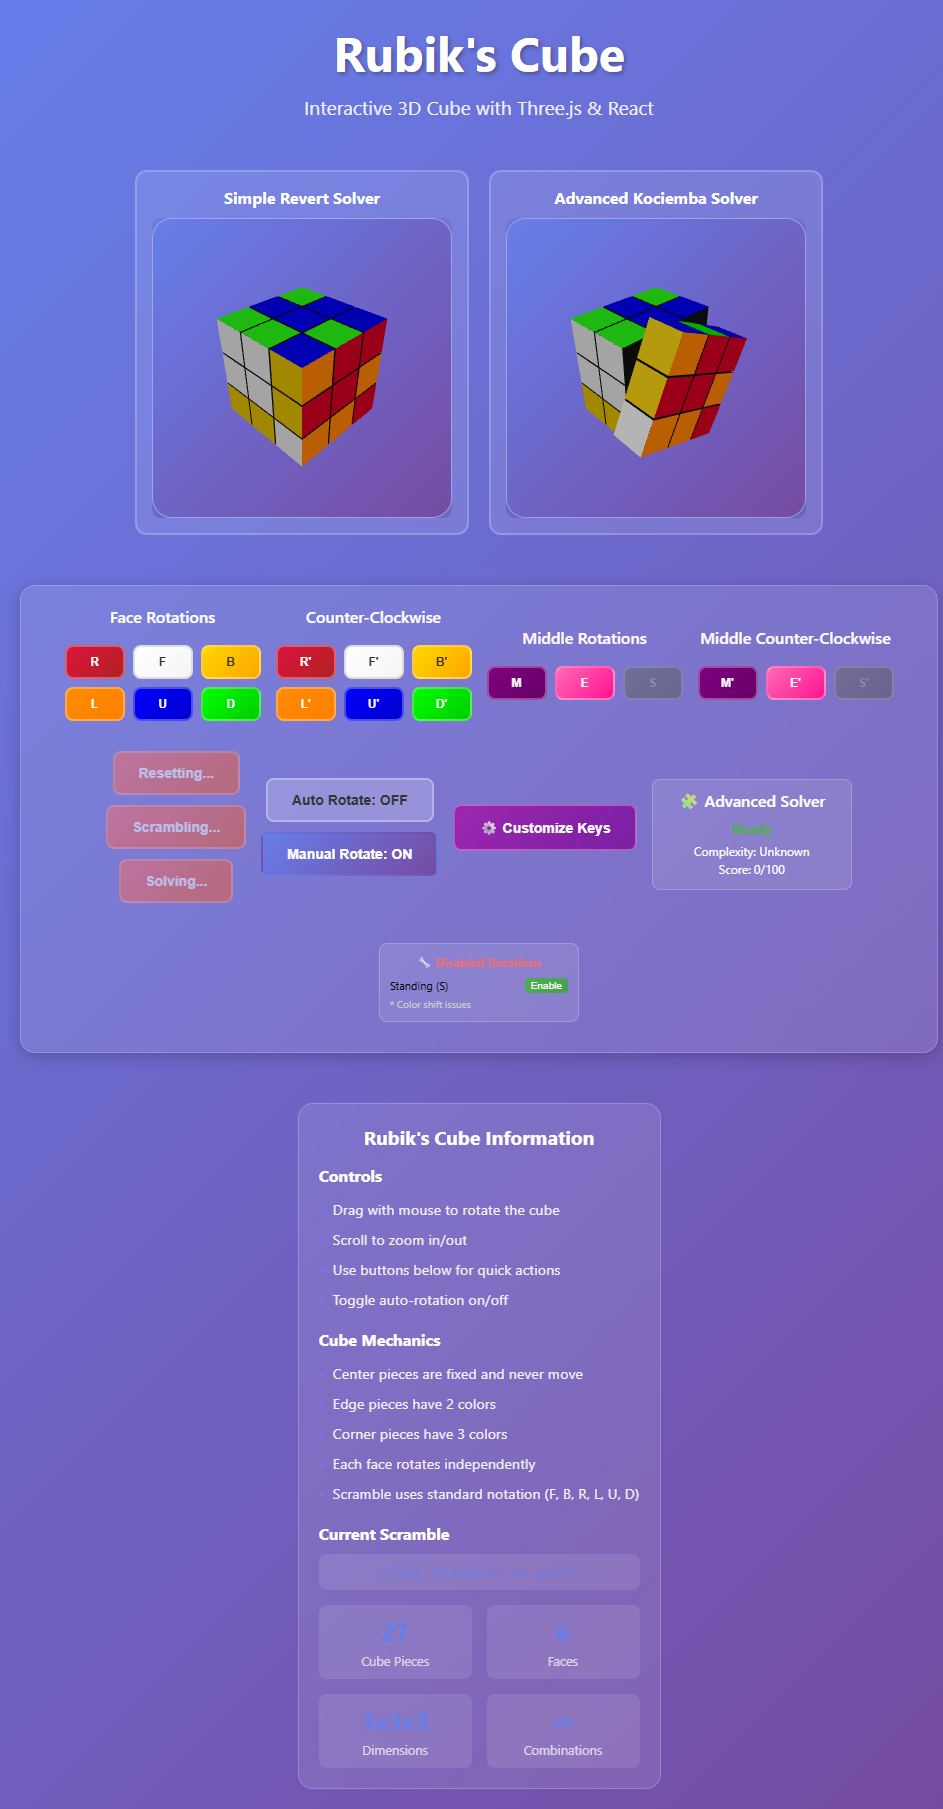 Rubik's Cube
Interactive 3D Cube with Three.js & React
Simple Revert Solver
Advanced Kociemba Solver
Face Rotations
R F B
L U D
Counter-Clockwise
R' F' B'
L' U' D'
Middle Rotations
M E S
Middle Counter-Clockwise
M' E' S'
Resetting...
Scrambling...
Solving...
Auto Rotate: OFF
Manual Rotate: ON
⚙️ Customize Keys
🧩 Advanced Solver
Ready
Complexity: Unknown
Score: 0/100
🔧 Disabled Rotations
Standing (S) Enable
* Color shift issues
Rubik's Cube Information
Controls
Drag with mouse to rotate the cube
Scroll to zoom in/out
Use buttons below for quick actions
Toggle auto-rotation on/off
Cube Mechanics
Center pieces are fixed and never move
Edge pieces have 2 colors
Corner pieces have 3 colors
Each face rotates independently
Scramble uses standard notation (F, B, R, L, U, D)
Current Scramble
27
Cube Pieces
6
Faces
3x3x3
Dimensions
∞
Combinations